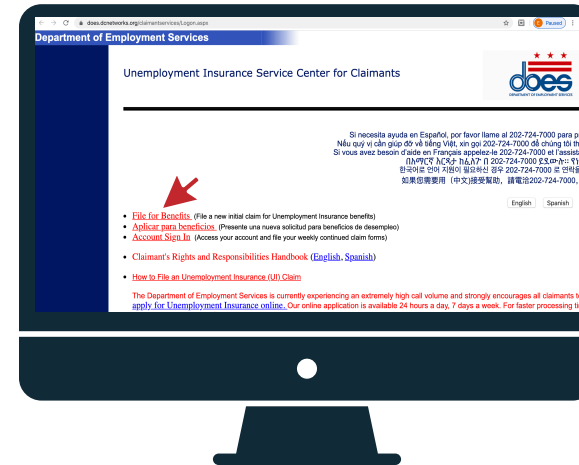 does.dcnetworks.org/claimantservices/Logon.aspx
Paused
Department of Employment Services
Unemployment Insurance Service Center for Claimants
does
DEPARTMENT OF EMPLOYMENT SERVICES
Si necesita ayuda en Español, por favor llame al 202-724-7000 para p
Nếu quý vị cần giúp đỡ về tiếng Việt, xin gọi 202-724-7000 để chúng tôi th
Si vous avez besoin d'aide en Français appelez-le 202-724-7000 et l'assist
በአማርኛ እርዳታ ከፈለጉ በ 202-724-7000 ይደውሉ። የነ
한국어로 언어 지원이 필요하신 경우 202-724-7000 로 연락을
如果您需要用（中文)接受幫助，請電洽202-724-7000，
English Spanish
• File for Benefits (File a new initial claim for Unemployment Insurance benefits)
• Aplicar para beneficios (Presente una nueva solicitud para beneficios de desempleo)
• Account Sign In (Access your account and file your weekly continued claim forms)
• Claimant's Rights and Responsibilities Handbook (English, Spanish)
• How to File an Unemployment Insurance (UI) Claim
The Department of Employment Services is currently experiencing an extremely high call volume and strongly encourages all claimants t
apply for Unemployment Insurance online. Our online application is available 24 hours a day, 7 days a week. For faster processing ti